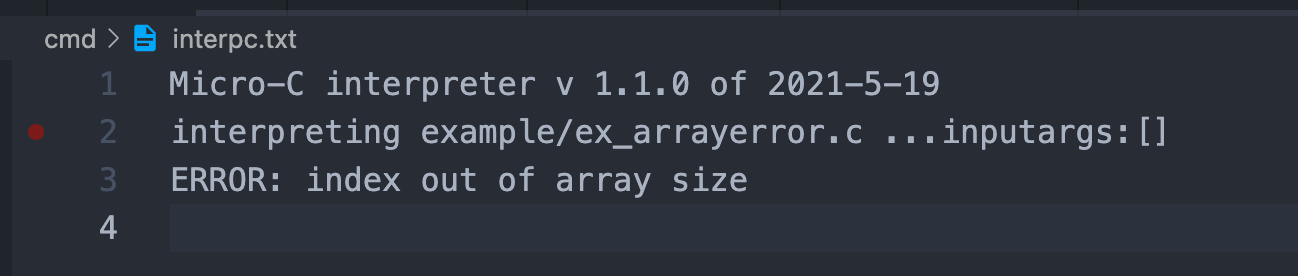 cmd > interpc.txt
1 Micro-C interpreter v 1.1.0 of 2021-5-19
2 interpreting example/ex_arrayerror.c ...inputargs:[]
3 ERROR: index out of array size
4